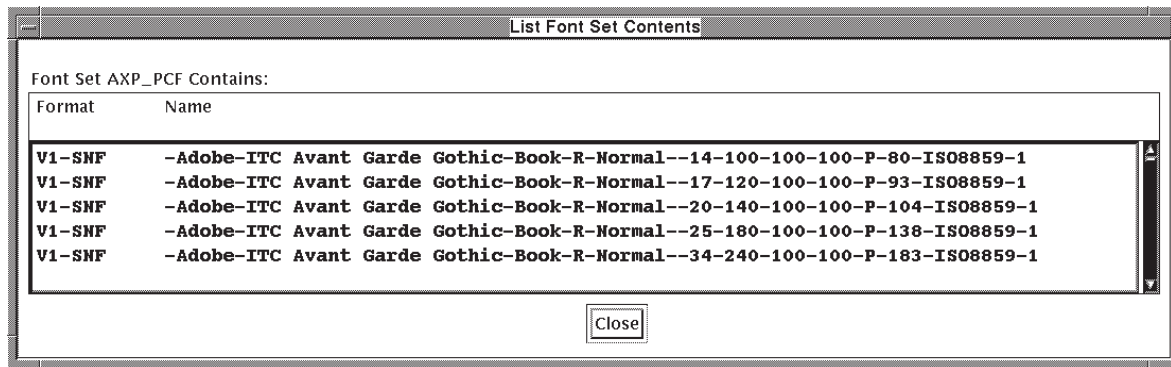 List Font Set Contents
Font Set AXP_PCF Contains:
Format Name
V1-SNF -Adobe-ITC Avant Garde Gothic-Book-R-Normal--14-100-100-100-P-80-ISO8859-1
V1-SNF -Adobe-ITC Avant Garde Gothic-Book-R-Normal--17-120-100-100-P-93-ISO8859-1
V1-SNF -Adobe-ITC Avant Garde Gothic-Book-R-Normal--20-140-100-100-P-104-ISO8859-1
V1-SNF -Adobe-ITC Avant Garde Gothic-Book-R-Normal--25-180-100-100-P-138-ISO8859-1
V1-SNF -Adobe-ITC Avant Garde Gothic-Book-R-Normal--34-240-100-100-P-183-ISO8859-1
Close